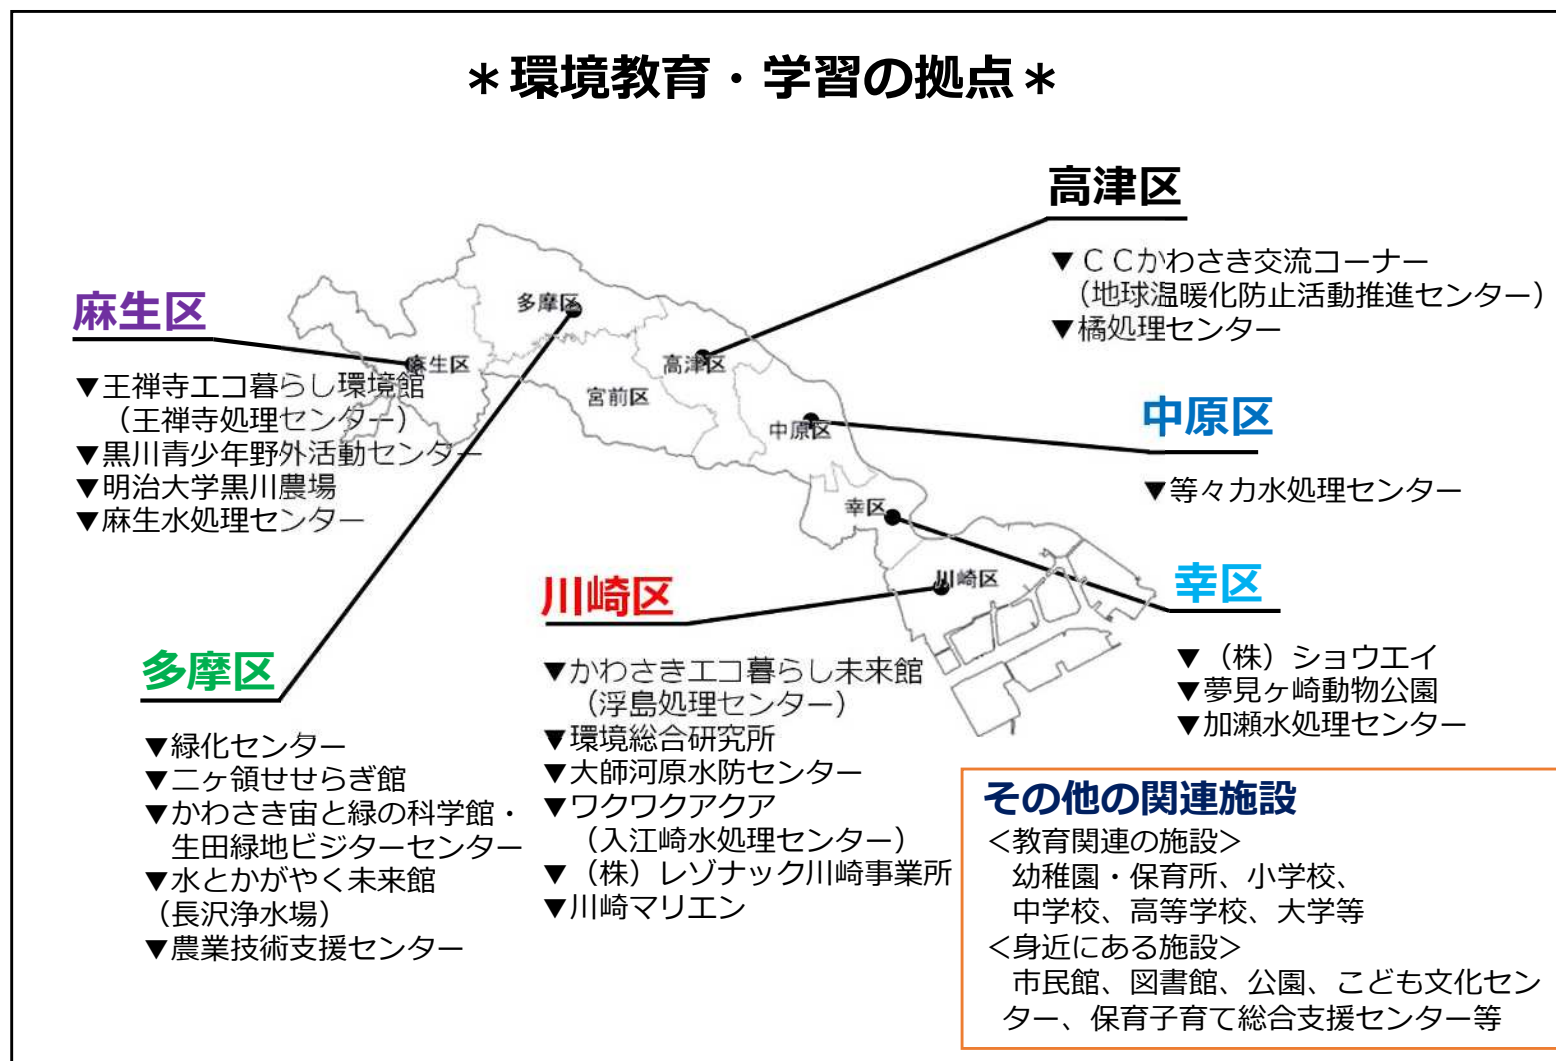 ＊環境教育・学習の拠点＊
高津区
▼ＣＣかわさき交流コーナー
（地球温暖化防止活動推進センター）
▼橘処理センター
麻生区
▼王禅寺エコ暮らし環境館
（王禅寺処理センター）
▼黒川青少年野外活動センター
▼明治大学黒川農場
▼麻生水処理センター
多摩区
麻生区
高津区
宮前区
中原区
幸区
川崎区
中原区
▼等々力水処理センター
幸区
▼（株）ショウエイ
▼夢見ヶ崎動物公園
▼加瀬水処理センター
川崎区
▼かわさきエコ暮らし未来館
（浮島処理センター）
▼環境総合研究所
▼大師河原水防センター
▼ワクワクアクア
（入江崎水処理センター）
▼（株）レゾナック川崎事業所
▼川崎マリエン
多摩区
▼緑化センター
▼二ヶ領せせらぎ館
▼かわさき宙と緑の科学館・
生田緑地ビジターセンター
▼水とかがやく未来館
（長沢浄水場）
▼農業技術支援センター
その他の関連施設
＜教育関連の施設＞
幼稚園・保育所、小学校、
中学校、高等学校、大学等
＜身近にある施設＞
市民館、図書館、公園、こども文化セン
ター、保育子育て総合支援センター等